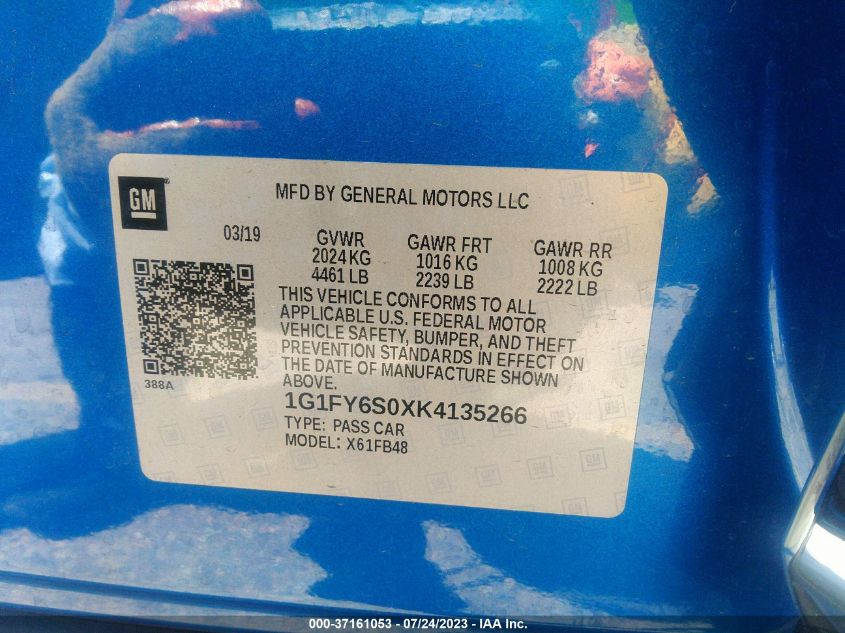 GM
MFD BY GENERAL MOTORS LLC
03/19
GVWR GAWR FRT GAWR RR
2024 KG 1016 KG 1008 KG
4461 LB 2239 LB 2222 LB
THIS VEHICLE CONFORMS TO ALL
APPLICABLE U.S. FEDERAL MOTOR
VEHICLE SAFETY, BUMPER, AND THEFT
PREVENTION STANDARDS IN EFFECT ON
THE DATE OF MANUFACTURE SHOWN
ABOVE.
388A
1G1FY6S0XK4135266
TYPE: PASS CAR
MODEL: X61FB48
000-37161053 - 07/24/2023 - IAA Inc.